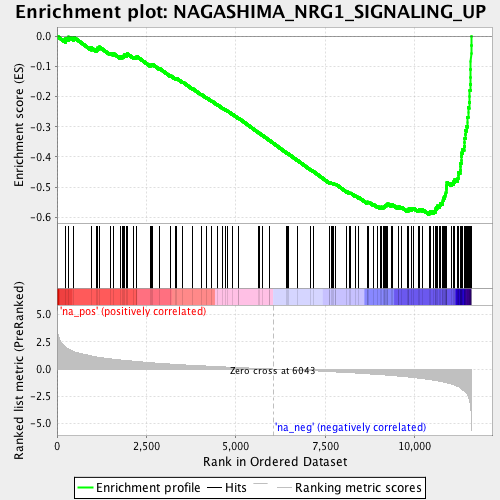 Enrichment plot: NAGASHIMA_NRG1_SIGNALING_UP
Enrichment score (ES)
0.0
-0.1
-0.2
-0.3
-0.4
-0.5
-0.6
Ranked list metric (PreRanked)
'na_pos' (positively correlated)
5.0
2.5
0.0
-2.5
-5.0
Zero cross at 6043
'na_neg' (negatively correlated)
0
2,500
5,000
7,500
10,000
Rank in Ordered Dataset
Enrichment profile
Hits
Ranking metric scores